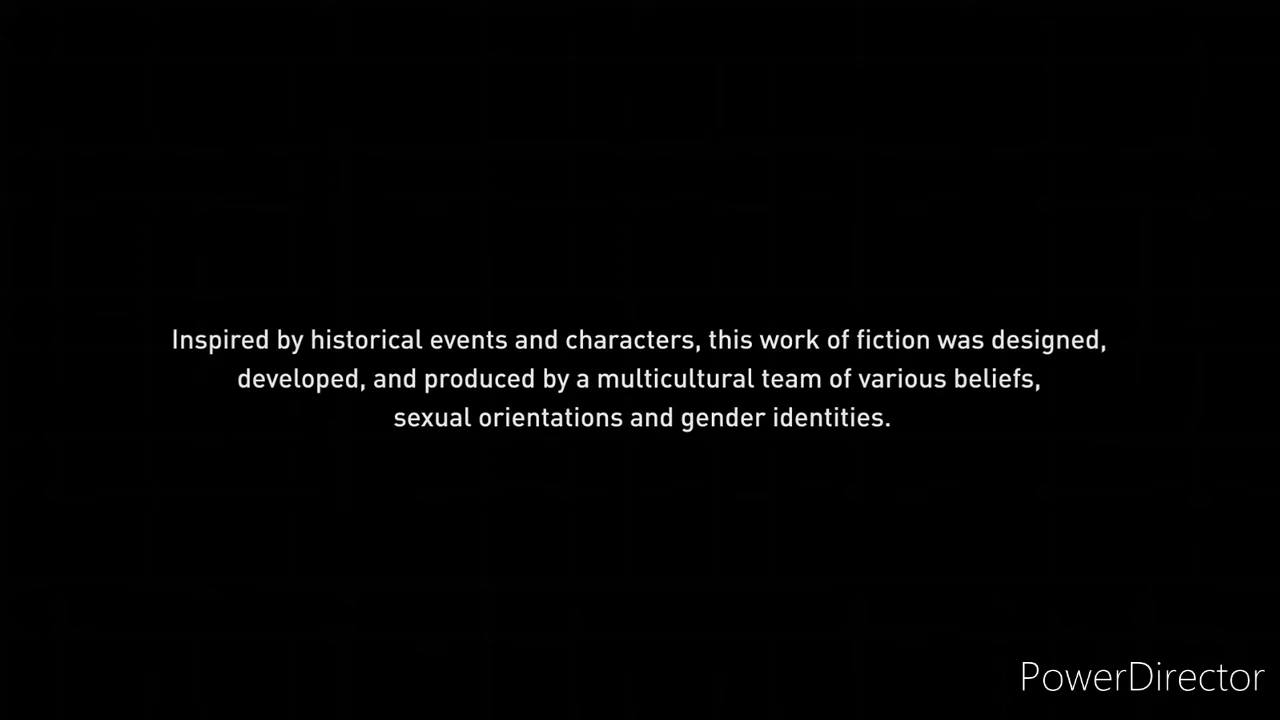 Inspired by historical events and characters, this work of fiction was designed,
developed, and produced by a multicultural team of various beliefs,
sexual orientations and gender identities.
PowerDirector